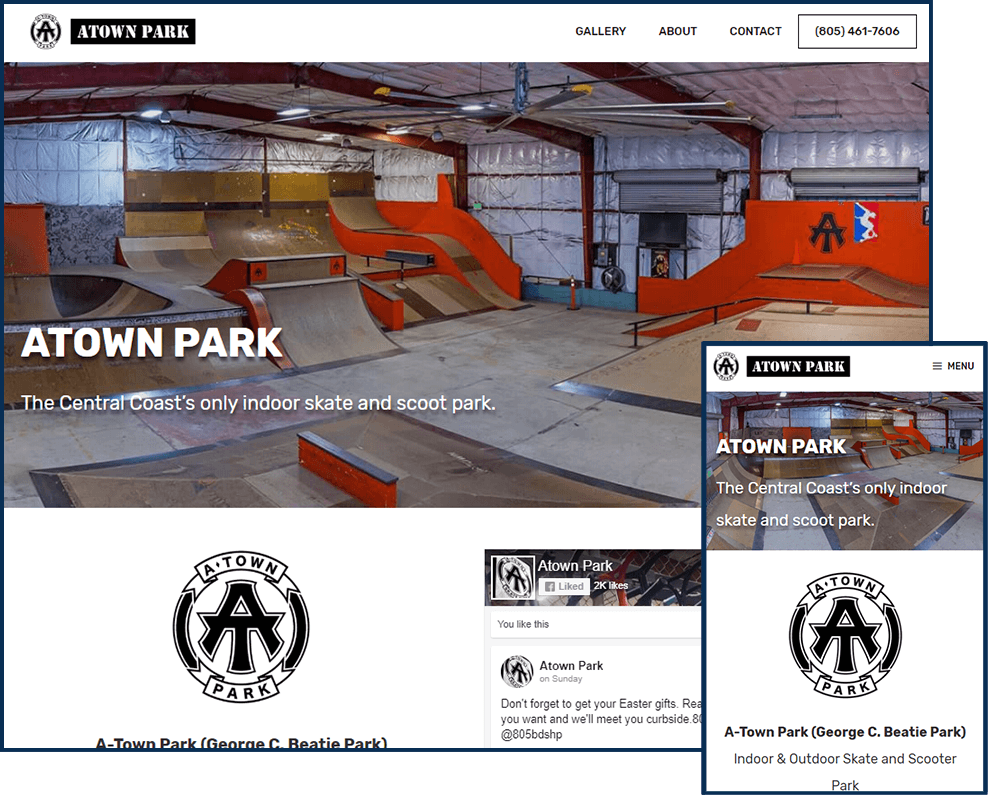 ATOWN PARK
GALLERY
ABOUT
CONTACT
(805) 461-7606
ATOWN PARK
The Central Coast's only indoor skate and scoot park.
A·TOWN
AT
PARK
A-Town Park (George C. Beatie Park)
Atown Park
Liked
2K likes
You like this
Atown Park
on Sunday
Don't forget to get your Easter gifts.
you want and we'll meet you curbside.
@805bdshp
ATOWN PARK
MENU
ATOWN PARK
The Central Coast's only indoor
skate and scoot park.
A·TOWN
AT
PARK
A-Town Park (George C. Beatie Park)
Indoor & Outdoor Skate and Scooter
Park